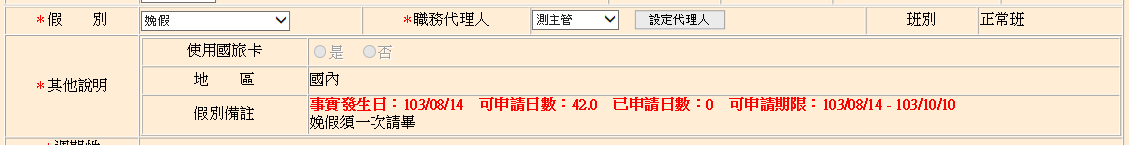 *假　別 娩假 *職務代理人 測主管 設定代理人 班別 正常班
使用國旅卡 是 否
*其他說明 地　區 國內
假別備註 事實發生日：103/08/14 可申請日數：42.0 已申請日數：0 可申請期限：103/08/14 - 103/10/10
娩假須一次請畢